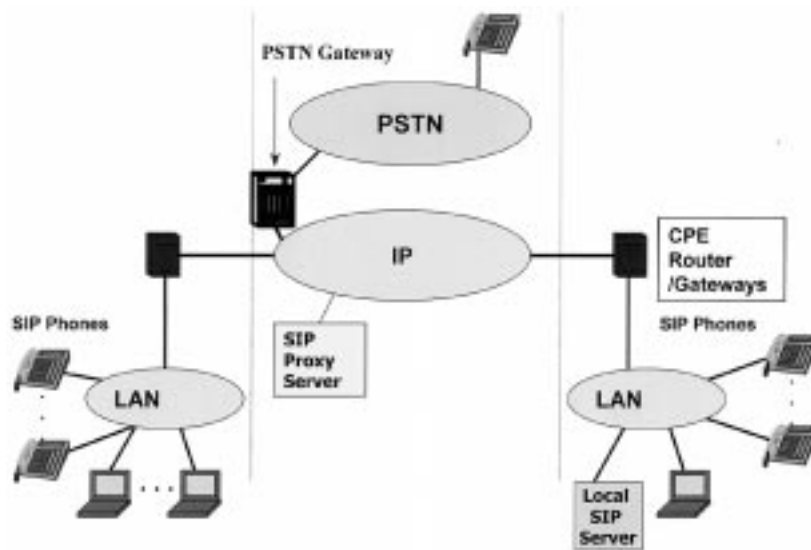 PSTN Gateway
PSTN
IP
CPE
Router
/Gateways
SIP Phones
SIP
Proxy
Server
SIP Phones
LAN
LAN
Local
SIP
Server